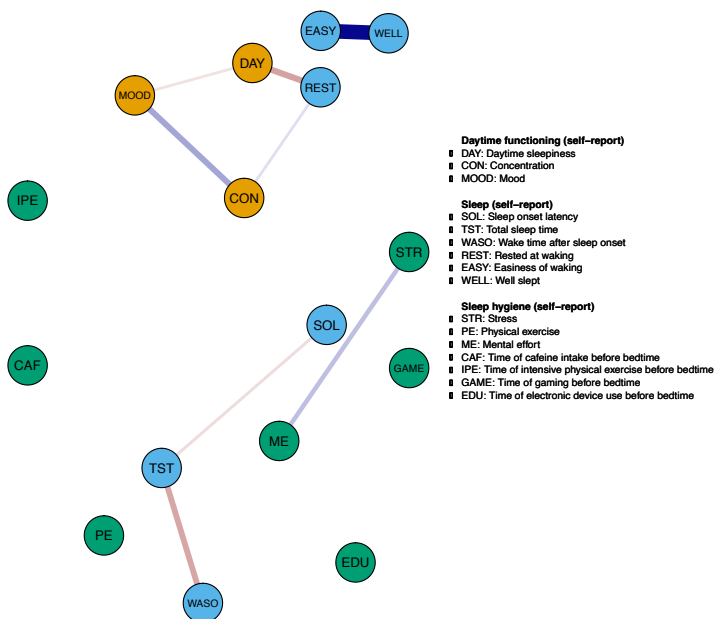 EASY
WELL
DAY
REST
MOOD
CON
IPE
STR
SOL
CAF
GAME
ME
TST
PE
EDU
WASO
Daytime functioning (self−report)
DAY: Daytime sleepiness
CON: Concentration
MOOD: Mood
Sleep (self−report)
SOL: Sleep onset latency
TST: Total sleep time
WASO: Wake time after sleep onset
REST: Rested at waking
EASY: Easiness of waking
WELL: Well slept
Sleep hygiene (self−report)
STR: Stress
PE: Physical exercise
ME: Mental effort
CAF: Time of cafeine intake before bedtime
IPE: Time of intensive physical exercise before bedtime
GAME: Time of gaming before bedtime
EDU: Time of electronic device use before bedtime